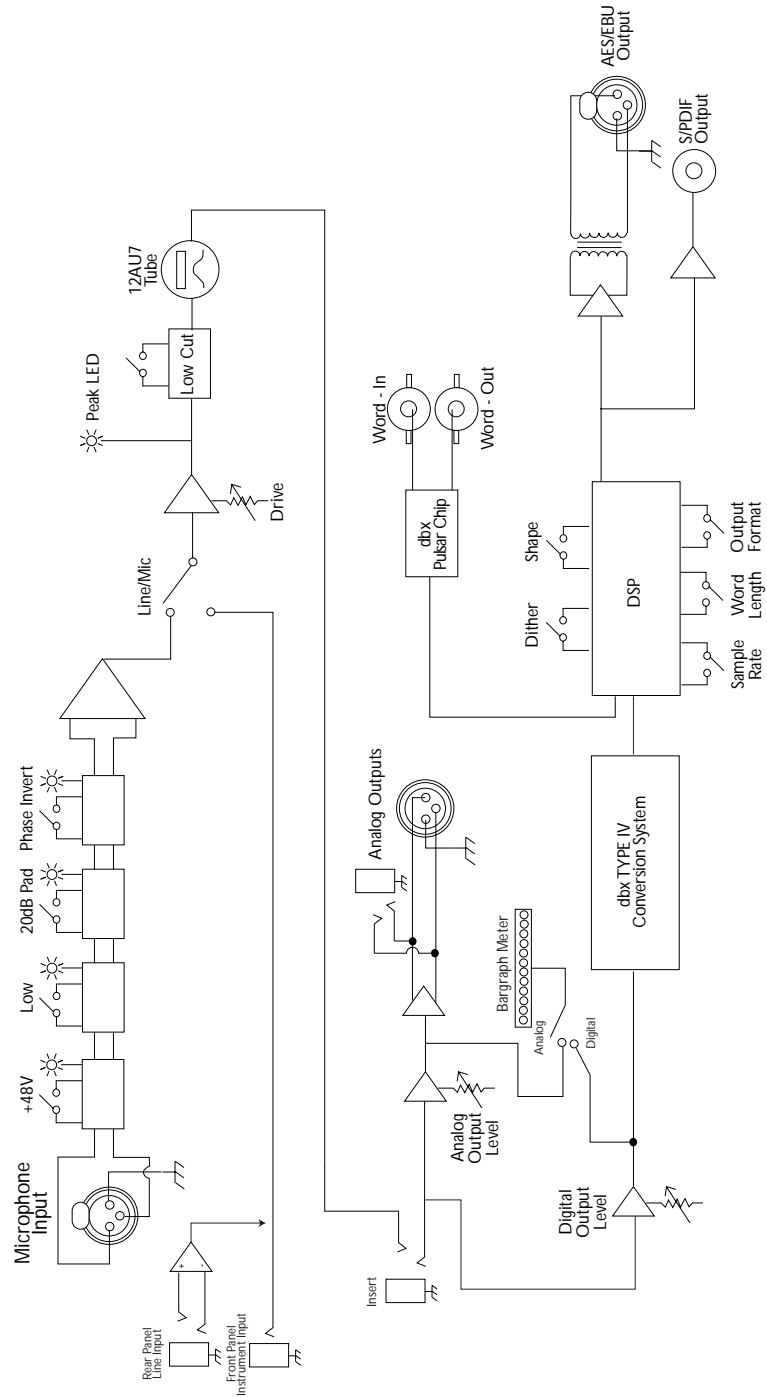 Microphone
Input
+48V
Low
20dB Pad
Phase Invert
Rear Panel
Line Input
+
-
Front Panel
Instrument Input
Line/Mic
Drive
Peak LED
Low Cut
12AU7
Tube
Insert
Analog
Output
Level
Analog Outputs
Bargraph Meter
Analog
Digital
Digital
Output
Level
dbx TYPE IV
Conversion System
dbx
Pulsar Chip
Word - In
Word - Out
Dither
Shape
DSP
Sample
Rate
Word
Length
Output
Format
AES/EBU
Output
S/PDIF
Output